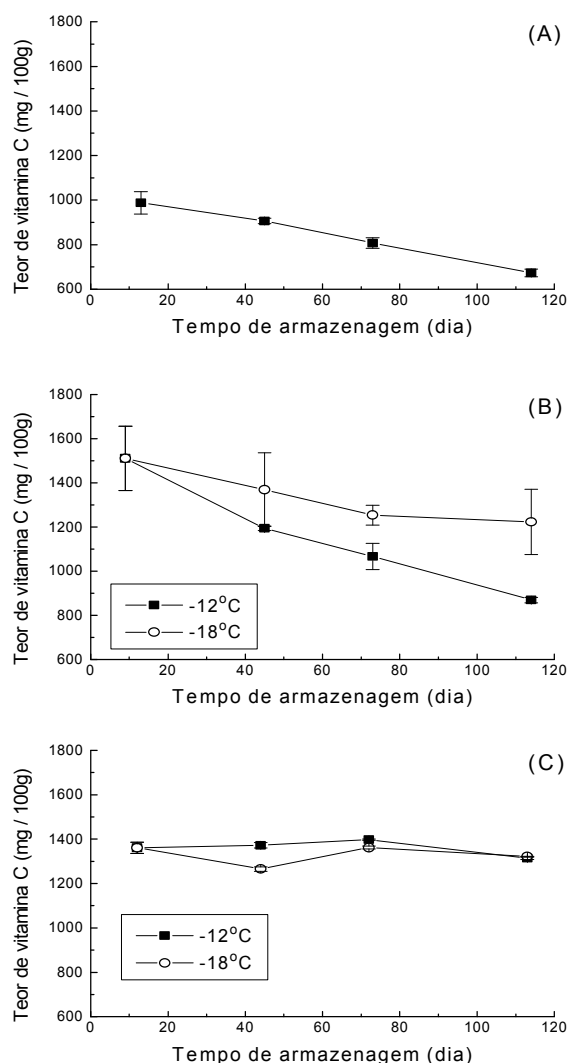 (A)
Teor de vitamina C (mg / 100g)
1800
1600
1400
1200
1000
800
600
0 20 40 60 80 100 120
Tempo de armazenagem (dia)
(B)
Teor de vitamina C (mg / 100g)
1800
1600
1400
1200
1000
800
600
-12°C
-18°C
0 20 40 60 80 100 120
Tempo de armazenagem (dia)
(C)
Teor de vitamina C (mg / 100g)
1800
1600
1400
1200
1000
800
600
-12°C
-18°C
0 20 40 60 80 100 120
Tempo de armazenagem (dia)